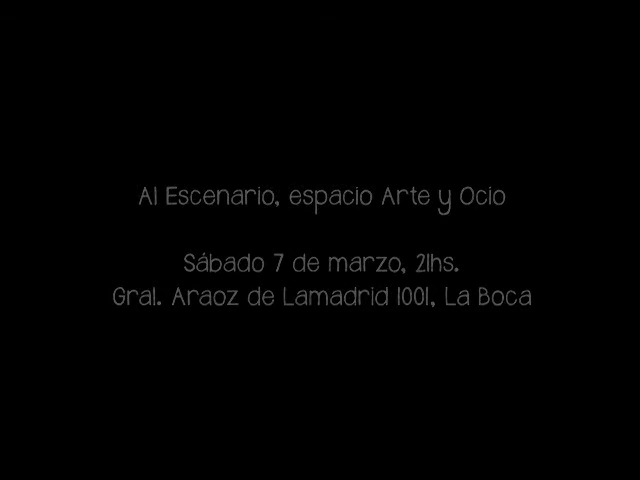 Al Escenario, espacio Arte y Ocio
Sábado 7 de marzo, 21hs.
Gral. Araoz de Lamadrid 1001, La Boca